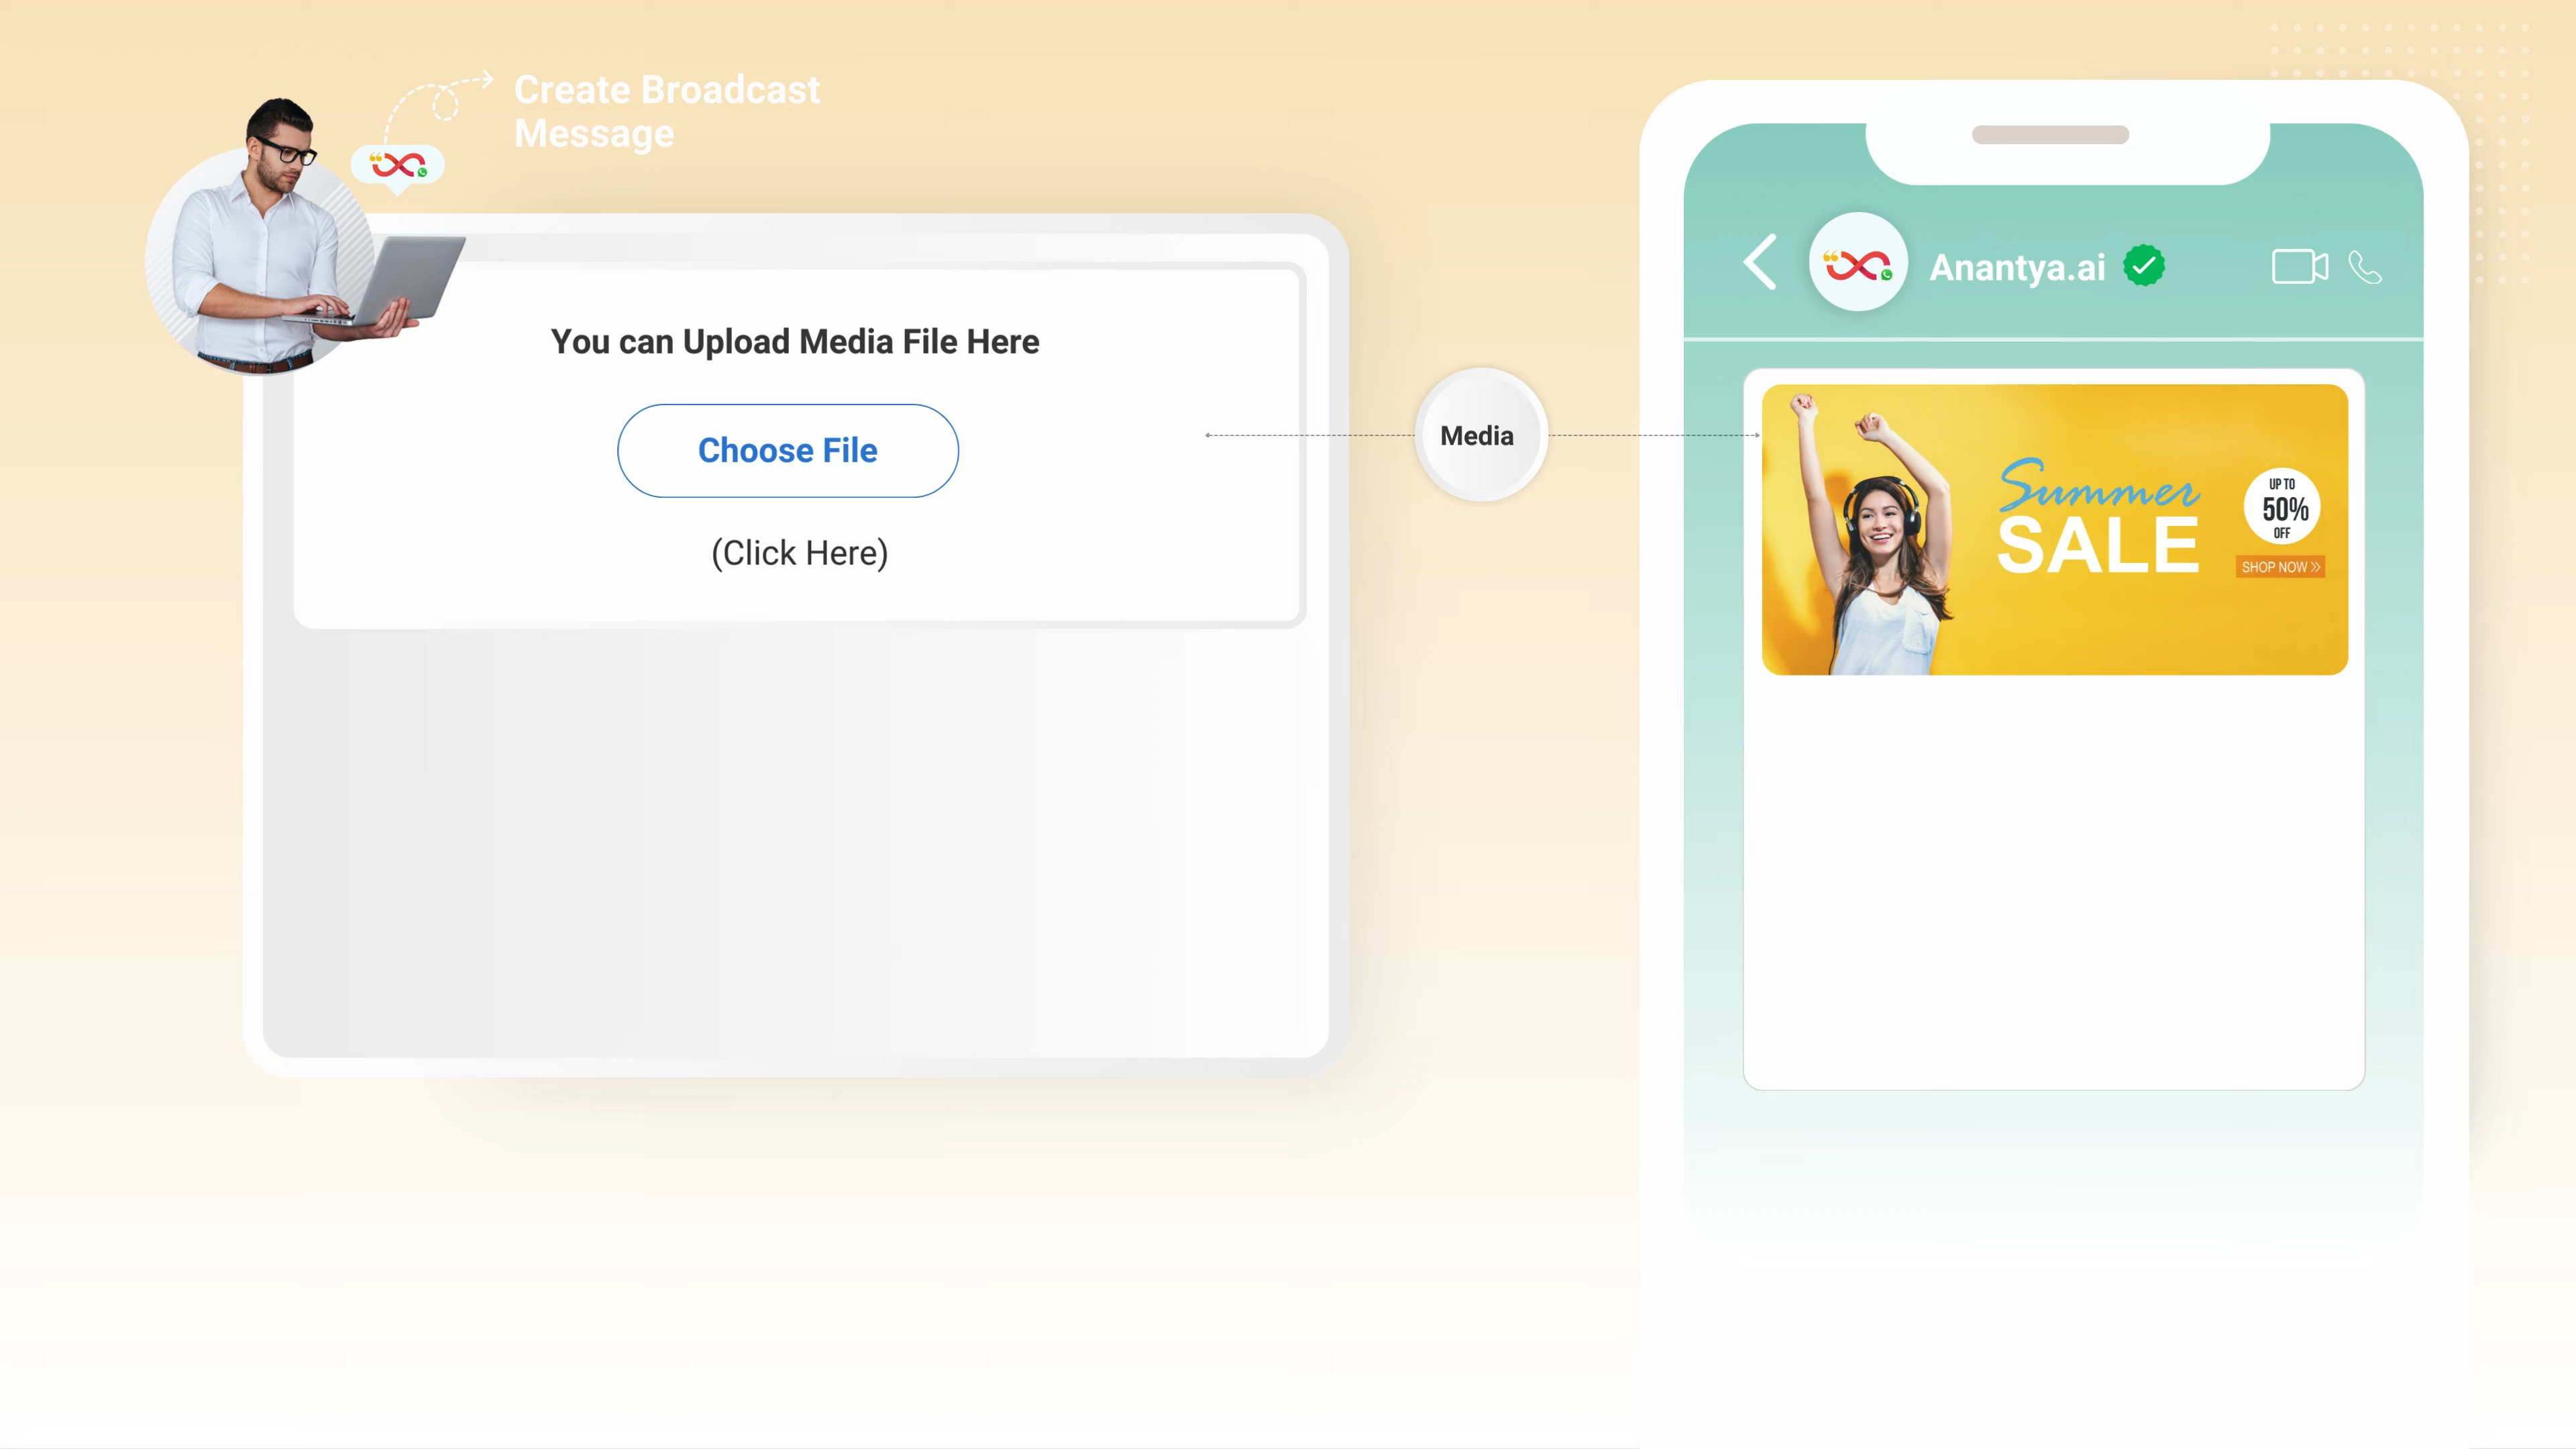 Create Broadcast
Message
You can Upload Media File Here
Choose File
(Click Here)
Media
Anantya.ai
Summer
SALE
UP TO
50%
OFF
SHOP NOW »